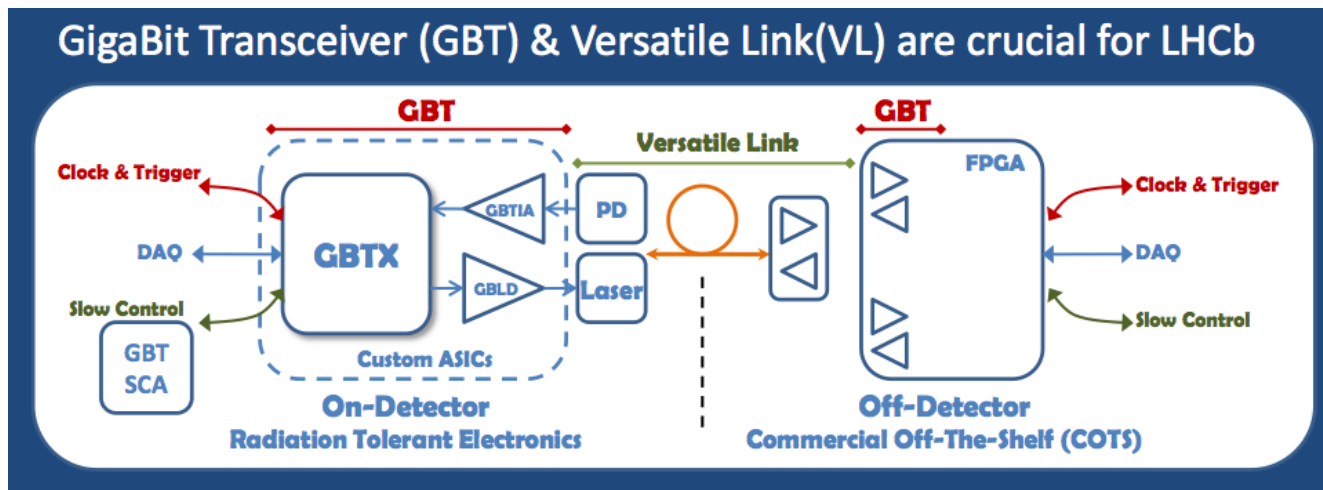 GigaBit Transceiver (GBT) & Versatile Link(VL) are crucial for LHCb
GBT
GBT
Versatile Link
FPGA
Clock & Trigger
GBTIA
PD
Clock & Trigger
DAQ
GBTX
DAQ
Slow Control
GBLD
Laser
Slow Control
GBT
SCA
Custom ASICs
On-Detector
Off-Detector
Radiation Tolerant Electronics
Commercial Off-The-Shelf (COTS)